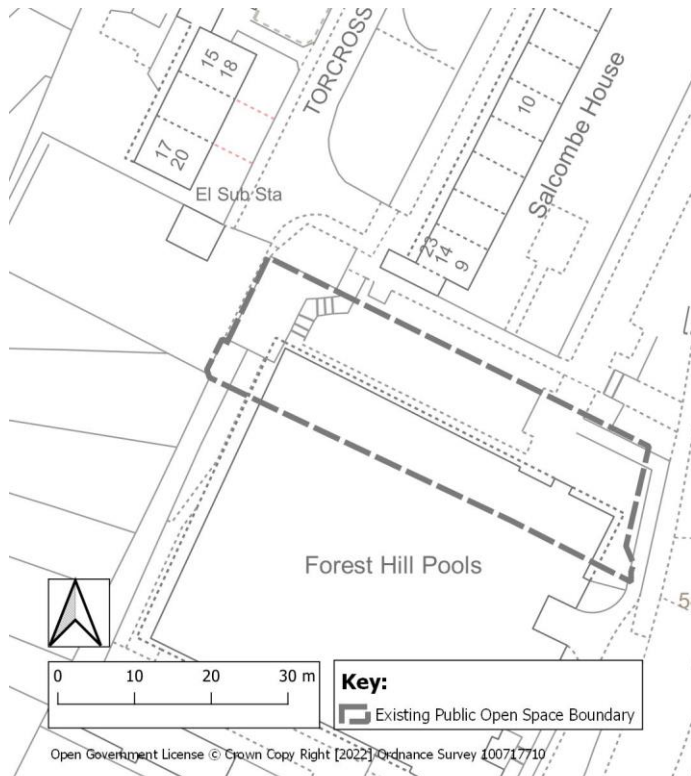 15
18
TORCROSS
17
20
El Sub Sta
10
Salcombe House
23
14
9
Forest Hill Pools
5
0 10 20 30 m
Key:
Existing Public Open Space Boundary
Open Government License © Crown Copy Right [2022] Ordnance Survey 100717710